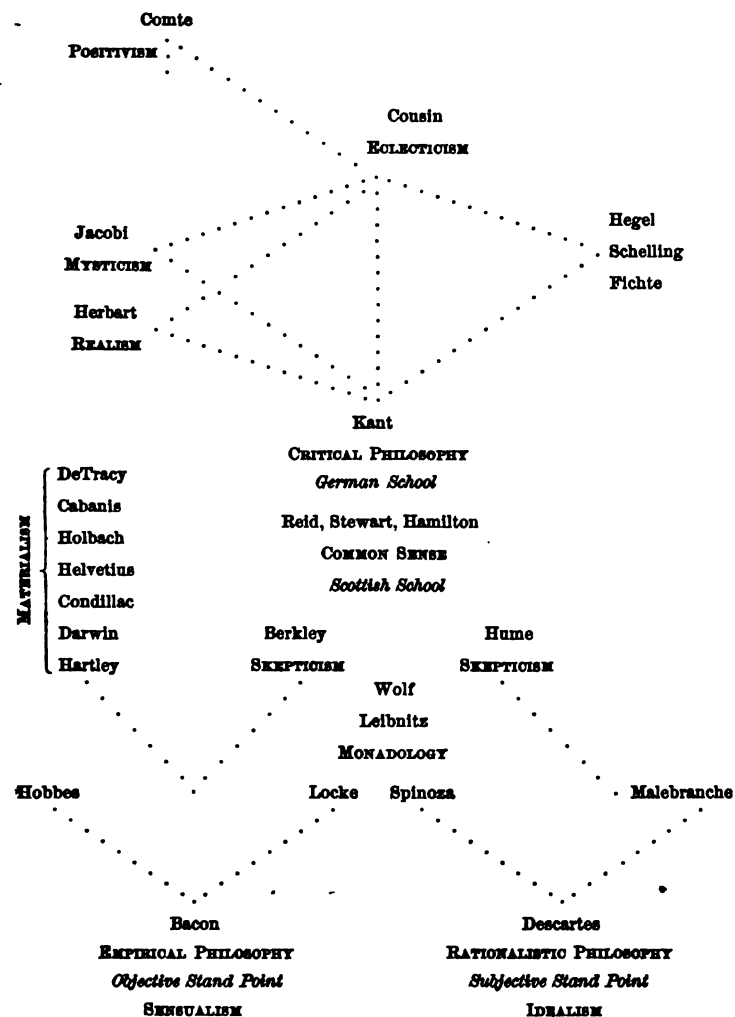 Comte
POSITIVISM
Cousin
ECLECTICISM
Jacobi
MYSTICISM
Hegel
Schelling
Fichte
Herbart
REALISM
Kant
CRITICAL PHILOSOPHY
German School
MATERIALISM
DeTracy
Cabanis
Holbach
Helvetius
Condillac
Darwin
Hartley
Reid, Stewart, Hamilton
COMMON SENSE
Scottish School
Berkley
SKEPTICISM
Hume
SKEPTICISM
Wolf
Leibnitz
MONADOLOGY
Hobbes
Locke
Spinoza
Malebranche
Bacon
EMPIRICAL PHILOSOPHY
Objective Stand Point
SENSUALISM
Descartes
RATIONALISTIC PHILOSOPHY
Subjective Stand Point
IDEALISM